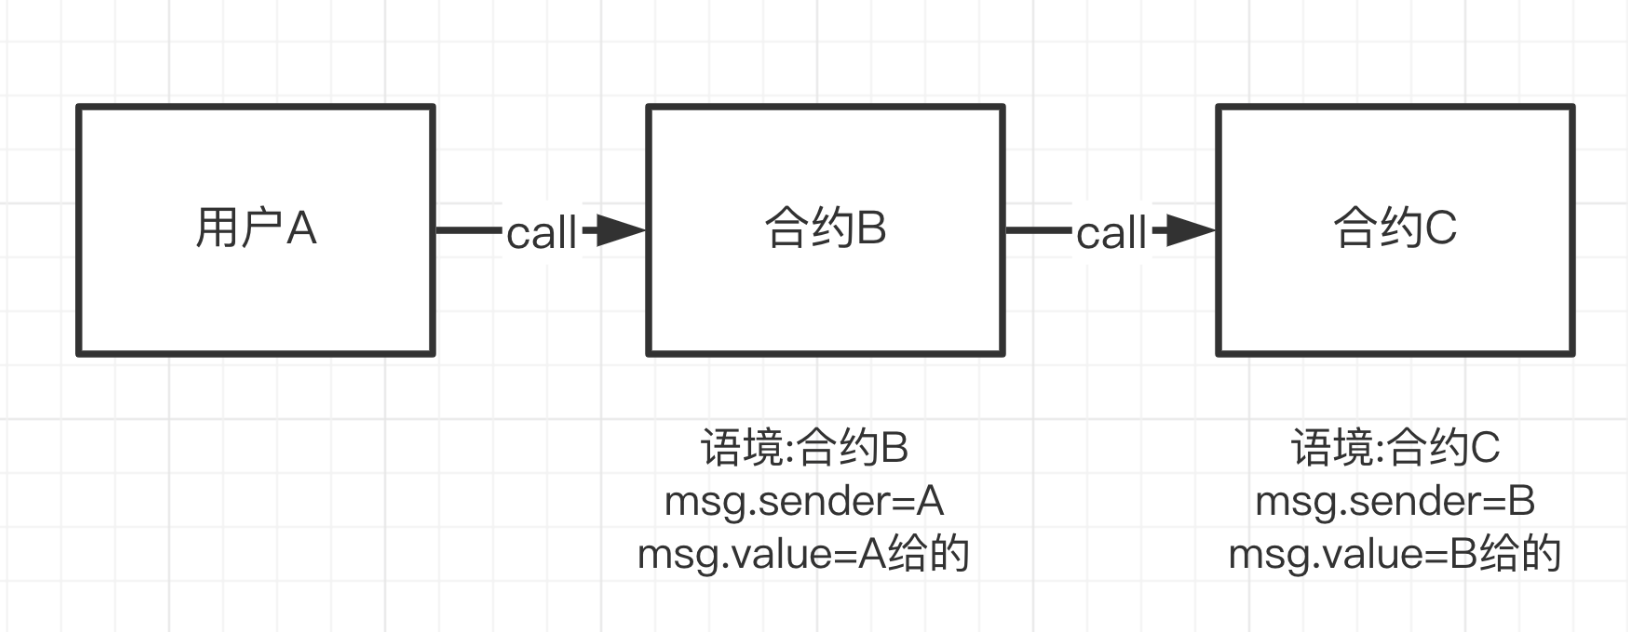 用户A
call
合约B
call
合约C
语境:合约B
msg.sender=A
msg.value=A给的
语境:合约C
msg.sender=B
msg.value=B给的